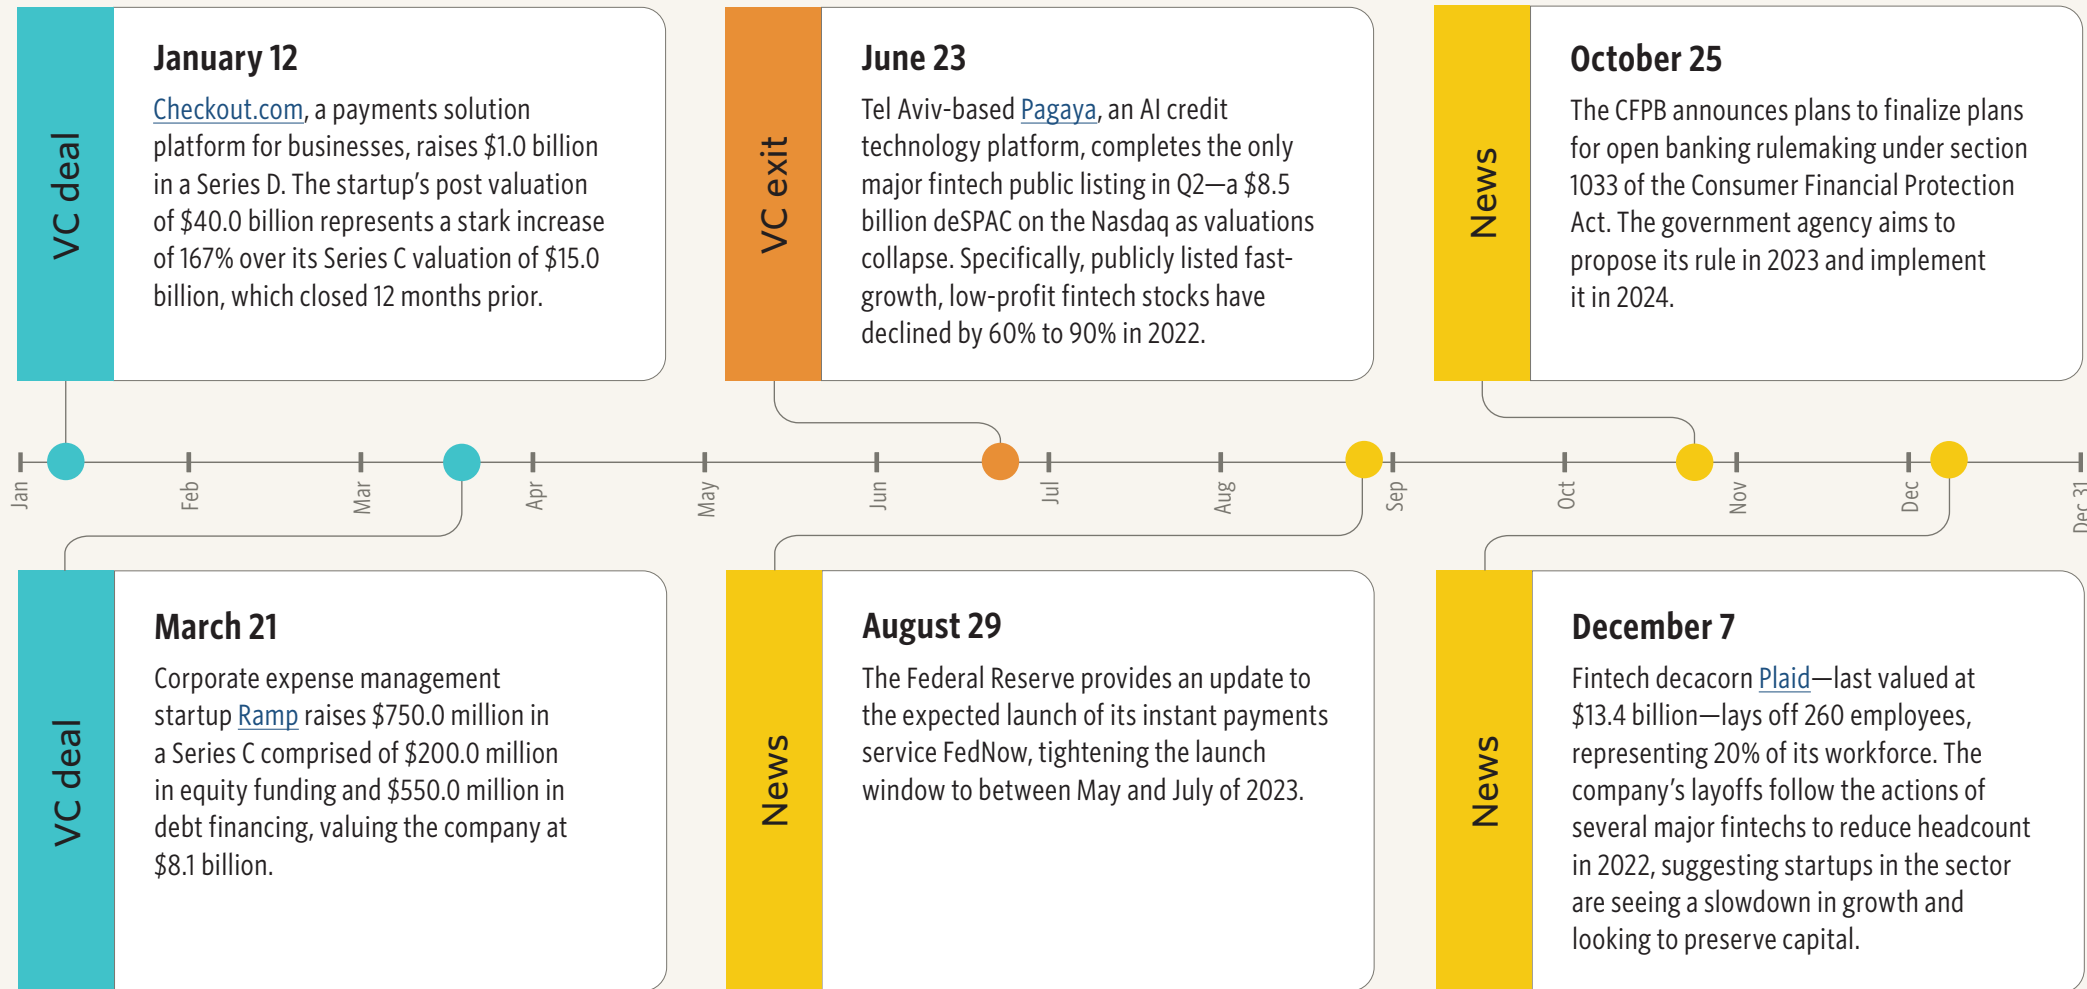 VC deal
January 12
Checkout.com, a payments solution
platform for businesses, raises $1.0 billion
in a Series D. The startup’s post valuation
of $40.0 billion represents a stark increase
of 167% over its Series C valuation of $15.0
billion, which closed 12 months prior.
VC exit
June 23
Tel Aviv-based Pagaya, an AI credit
technology platform, completes the only
major fintech public listing in Q2—a $8.5
billion deSPAC on the Nasdaq as valuations
collapse. Specifically, publicly listed fast-
growth, low-profit fintech stocks have
declined by 60% to 90% in 2022.
News
October 25
The CFPB announces plans to finalize plans
for open banking rulemaking under section
1033 of the Consumer Financial Protection
Act. The government agency aims to
propose its rule in 2023 and implement
it in 2024.
Jan
Feb
Mar
Apr
May
Jun
Jul
Aug
Sep
Oct
Nov
Dec
Dec 31
VC deal
March 21
Corporate expense management
startup Ramp raises $750.0 million in
a Series C comprised of $200.0 million
in equity funding and $550.0 million in
debt financing, valuing the company at
$8.1 billion.
News
August 29
The Federal Reserve provides an update to
the expected launch of its instant payments
service FedNow, tightening the launch
window to between May and July of 2023.
News
December 7
Fintech decacorn Plaid—last valued at
$13.4 billion—lays off 260 employees,
representing 20% of its workforce. The
company’s layoffs follow the actions of
several major fintechs to reduce headcount
in 2022, suggesting startups in the sector
are seeing a slowdown in growth and
looking to preserve capital.